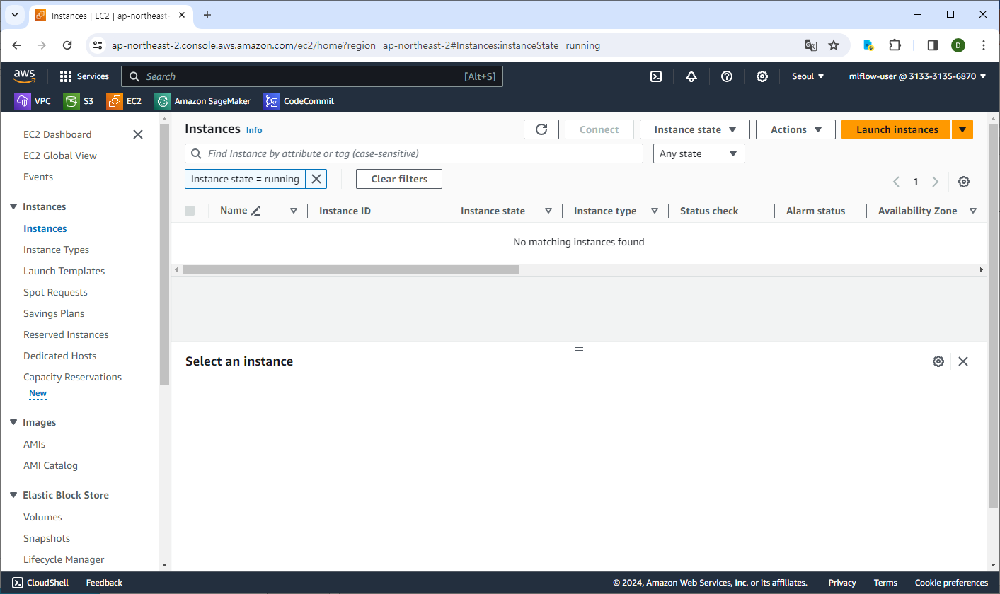 Instances | EC2 | ap-northeast-
ap-northeast-2.console.aws.amazon.com/ec2/home?region=ap-northeast-2#Instances:instanceState=running
D
aws Services Search [Alt+S] Seoul mlflow-user @ 3133-3135-6870
VPC S3 EC2 Amazon SageMaker CodeCommit
EC2 Dashboard
EC2 Global View
Events
Instances
Instances
Instance Types
Launch Templates
Spot Requests
Savings Plans
Reserved Instances
Dedicated Hosts
Capacity Reservations
New
Images
AMIs
AMI Catalog
Elastic Block Store
Volumes
Snapshots
Lifecycle Manager
Instances Info Connect Instance state Actions Launch instances
Find Instance by attribute or tag (case-sensitive) Any state
Instance state = running Clear filters 1
Name Instance ID Instance state Instance type Status check Alarm status Availability Zone
No matching instances found
Select an instance
CloudShell Feedback © 2024, Amazon Web Services, Inc. or its affiliates. Privacy Terms Cookie preferences